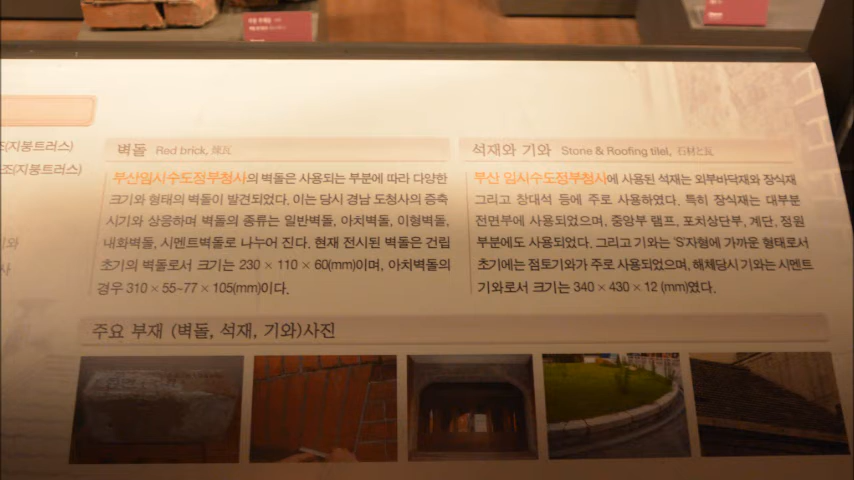 조(지붕트러스)
벽돌 Red brick, 煉瓦
부산임시수도정부청사의 벽돌은 사용되는 부분에 따라 다양한
크기와 형태의 벽돌이 발견되었다. 이는 당시 경남 도청사의 증축
시기와 상응하며 벽돌의 종류는 일반벽돌, 아치벽돌, 이형벽돌,
내화벽돌, 시멘트벽돌로 나누어 진다. 현재 전시된 벽돌은 건립
초기의 벽돌로서 크기는 230 × 110 × 60(mm)이며, 아치벽돌의
경우 310 × 55~77 × 105(mm)이다.
석재와 기와 Stone & Roofing tilel, 石材と瓦
부산 임시수도정부청사에 사용된 석재는 외부바닥재와 장식재
그리고 창대석 등에 주로 사용하였다. 특히 장식재는 대부분
전면부에 사용되었으며, 중앙부 램프, 포치상단부, 계단, 정원
부분에도 사용되었다. 그리고 기와는 'S'자형에 가까운 형태로서
초기에는 점토기와가 주로 사용되었으며, 해체당시 기와는 시멘트
기와로서 크기는 340 × 430 × 12 (mm)였다.
주요 부재 (벽돌, 석재, 기와)사진